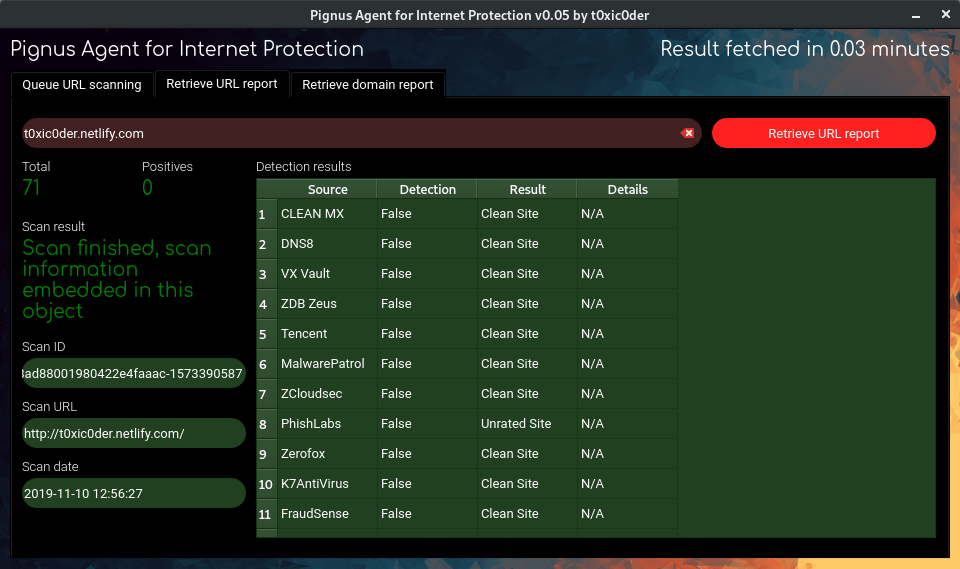 Pignus Agent for Internet Protection v0.05 by t0xic0der
Pignus Agent for Internet Protection
Result fetched in 0.03 minutes
Queue URL scanning
Retrieve URL report
Retrieve domain report
t0xic0der.netlify.com
Retrieve URL report
Total
Positives
71
0
Scan result
Scan finished, scan
information
embedded in this
object
Scan ID
3ad88001980422e4faaac-1573390587
Scan URL
http://t0xic0der.netlify.com/
Scan date
2019-11-10 12:56:27
Detection results
Source Detection Result Details
1 CLEAN MX False Clean Site N/A
2 DNS8 False Clean Site N/A
3 VX Vault False Clean Site N/A
4 ZDB Zeus False Clean Site N/A
5 Tencent False Clean Site N/A
6 MalwarePatrol False Clean Site N/A
7 ZCloudsec False Clean Site N/A
8 PhishLabs False Unrated Site N/A
9 Zerofox False Clean Site N/A
10 K7AntiVirus False Clean Site N/A
11 FraudSense False Clean Site N/A